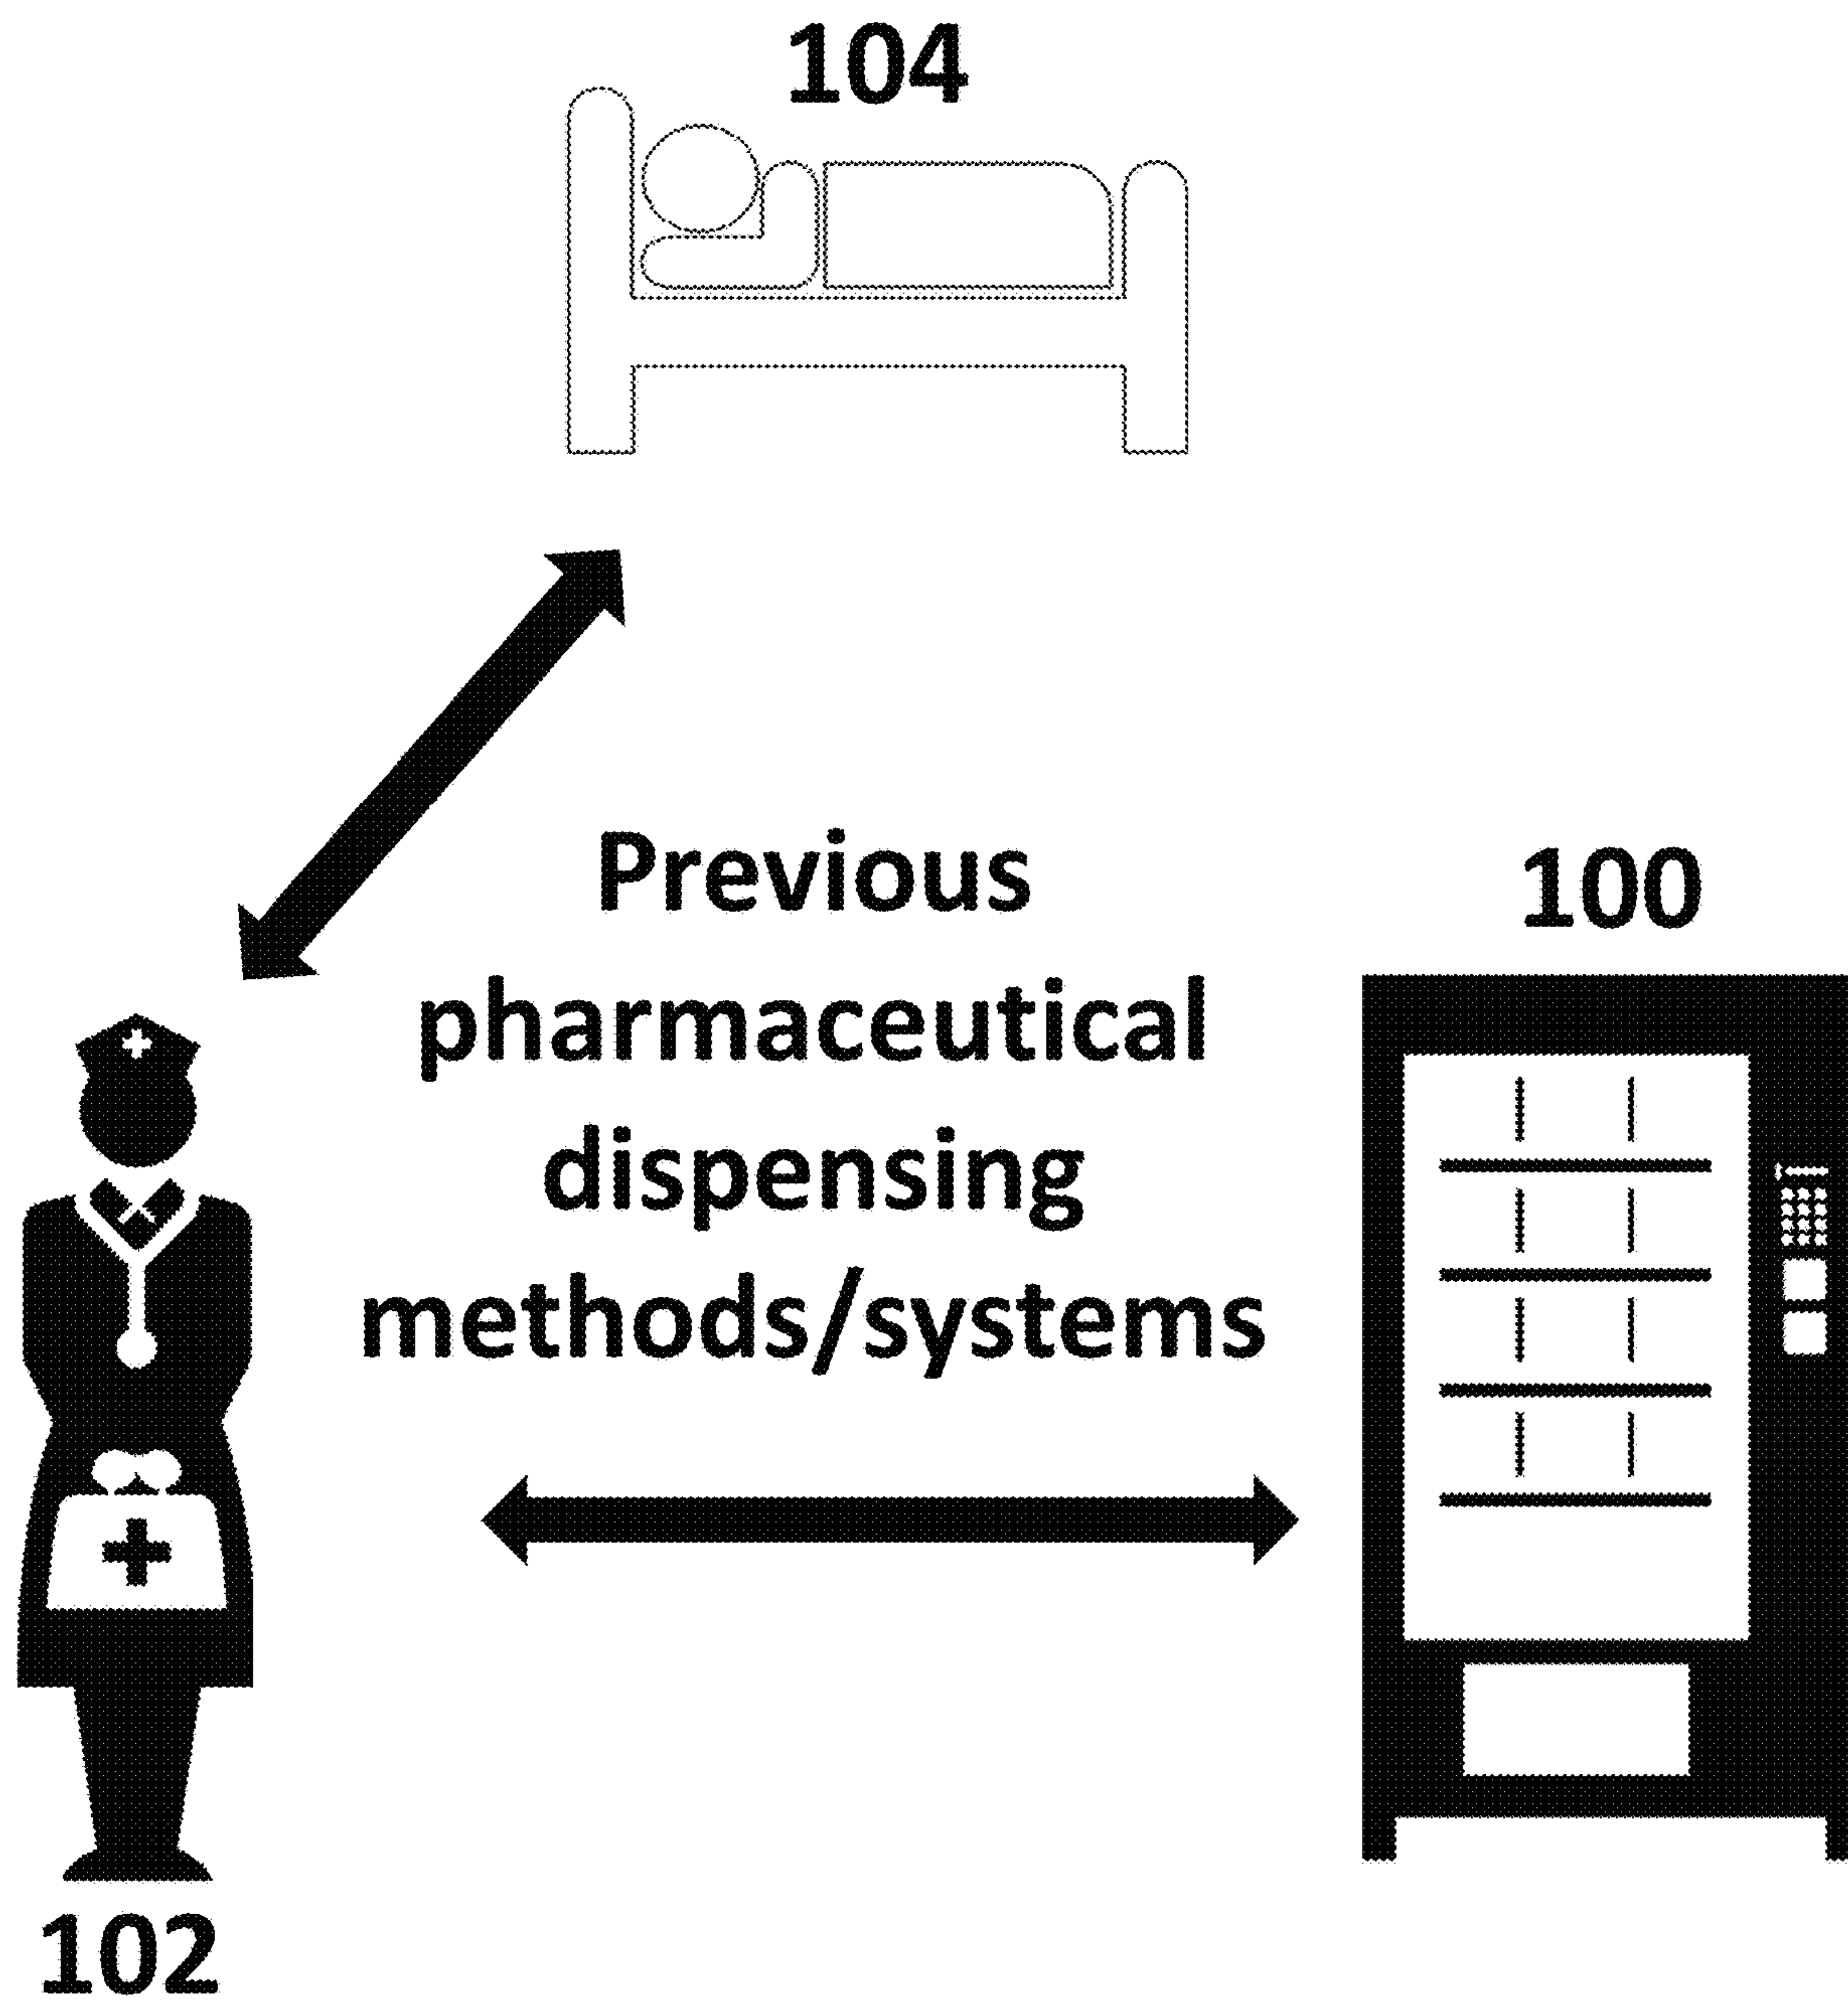 104
Previous
pharmaceutical
dispensing
methods/systems
100
102